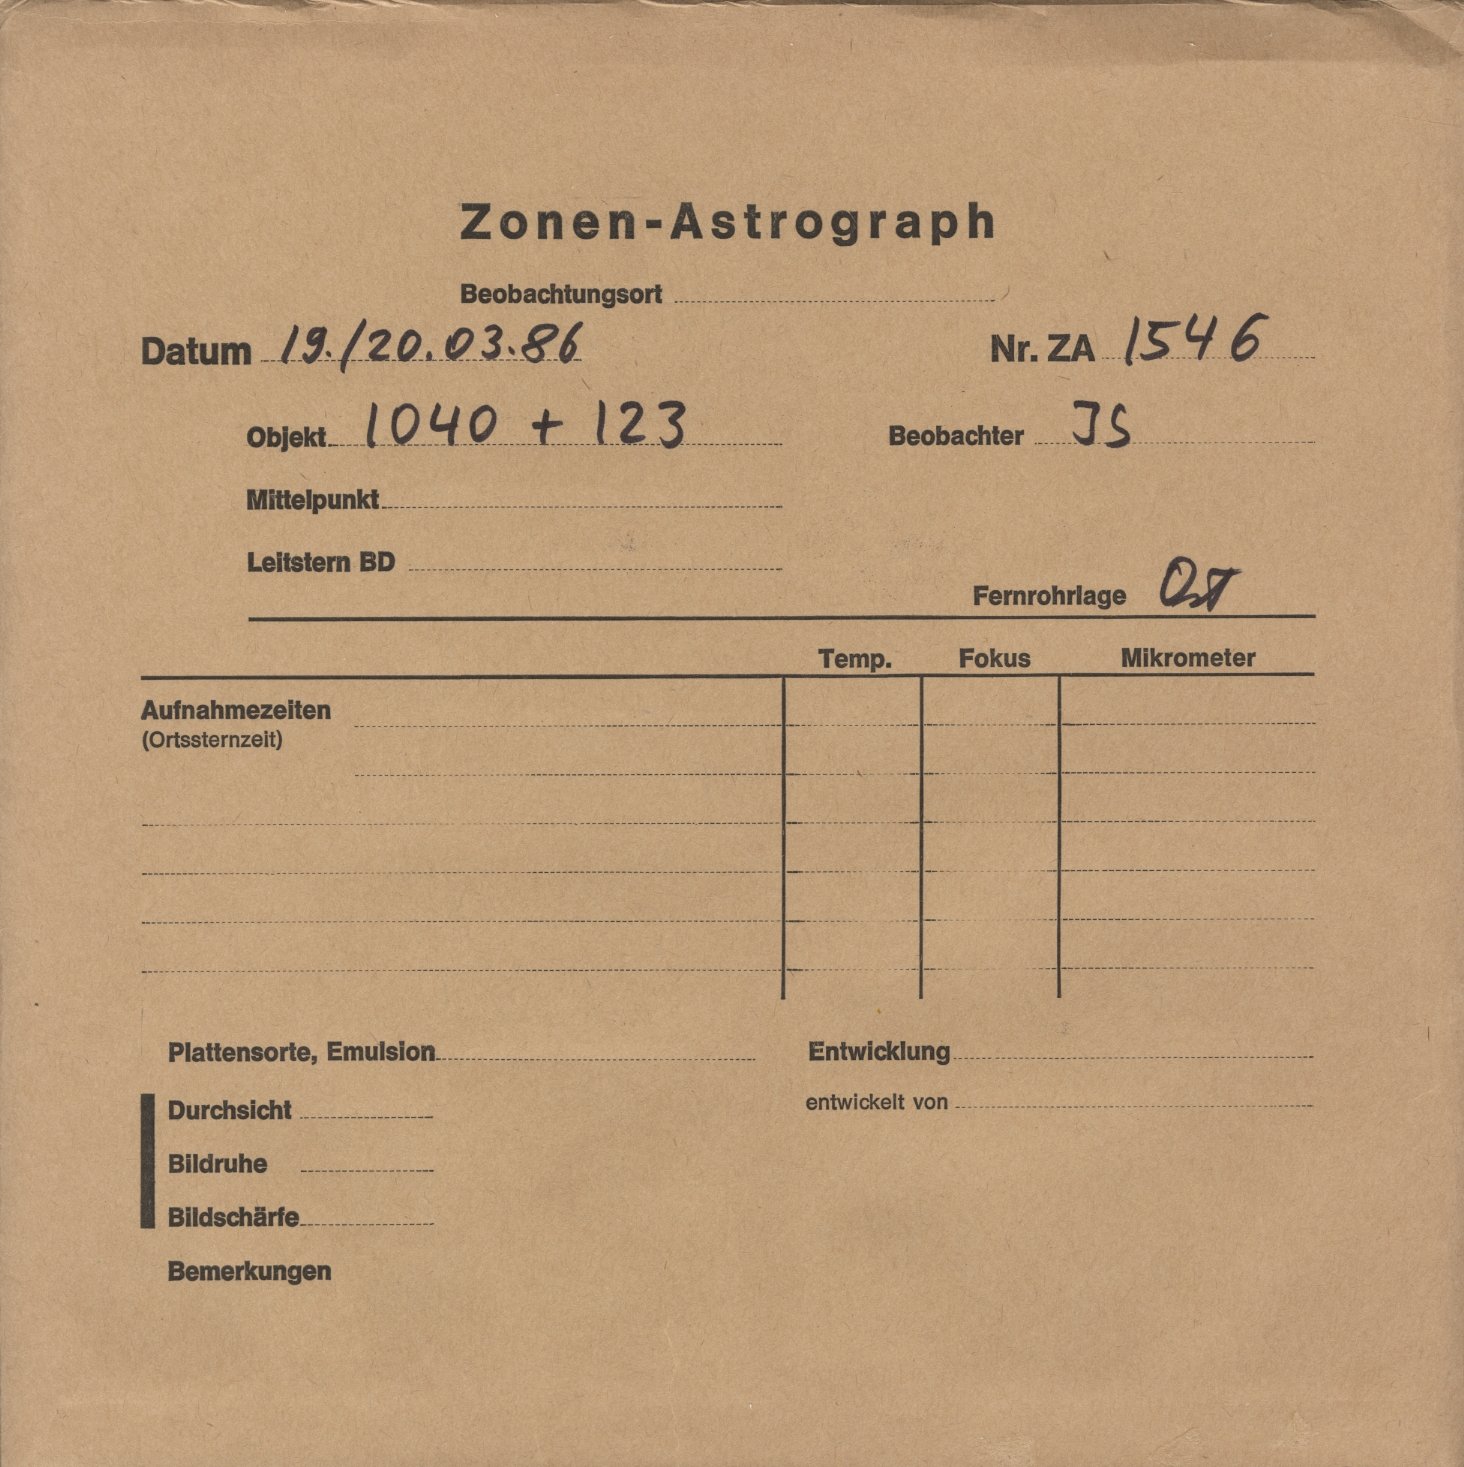 Zonen-Astrograph
Beobachtungsort
Datum 19./20.03.86 Nr. ZA 1546
Objekt 1040 + 123 Beobachter JS
Mittelpunkt
Leitstern BD
Fernrohrlage Ost
Temp. Fokus Mikrometer
Aufnahmezeiten
(Ortssternzeit)
Plattensorte, Emulsion Entwicklung
Durchsicht entwickelt von
Bildruhe
Bildschärfe
Bemerkungen